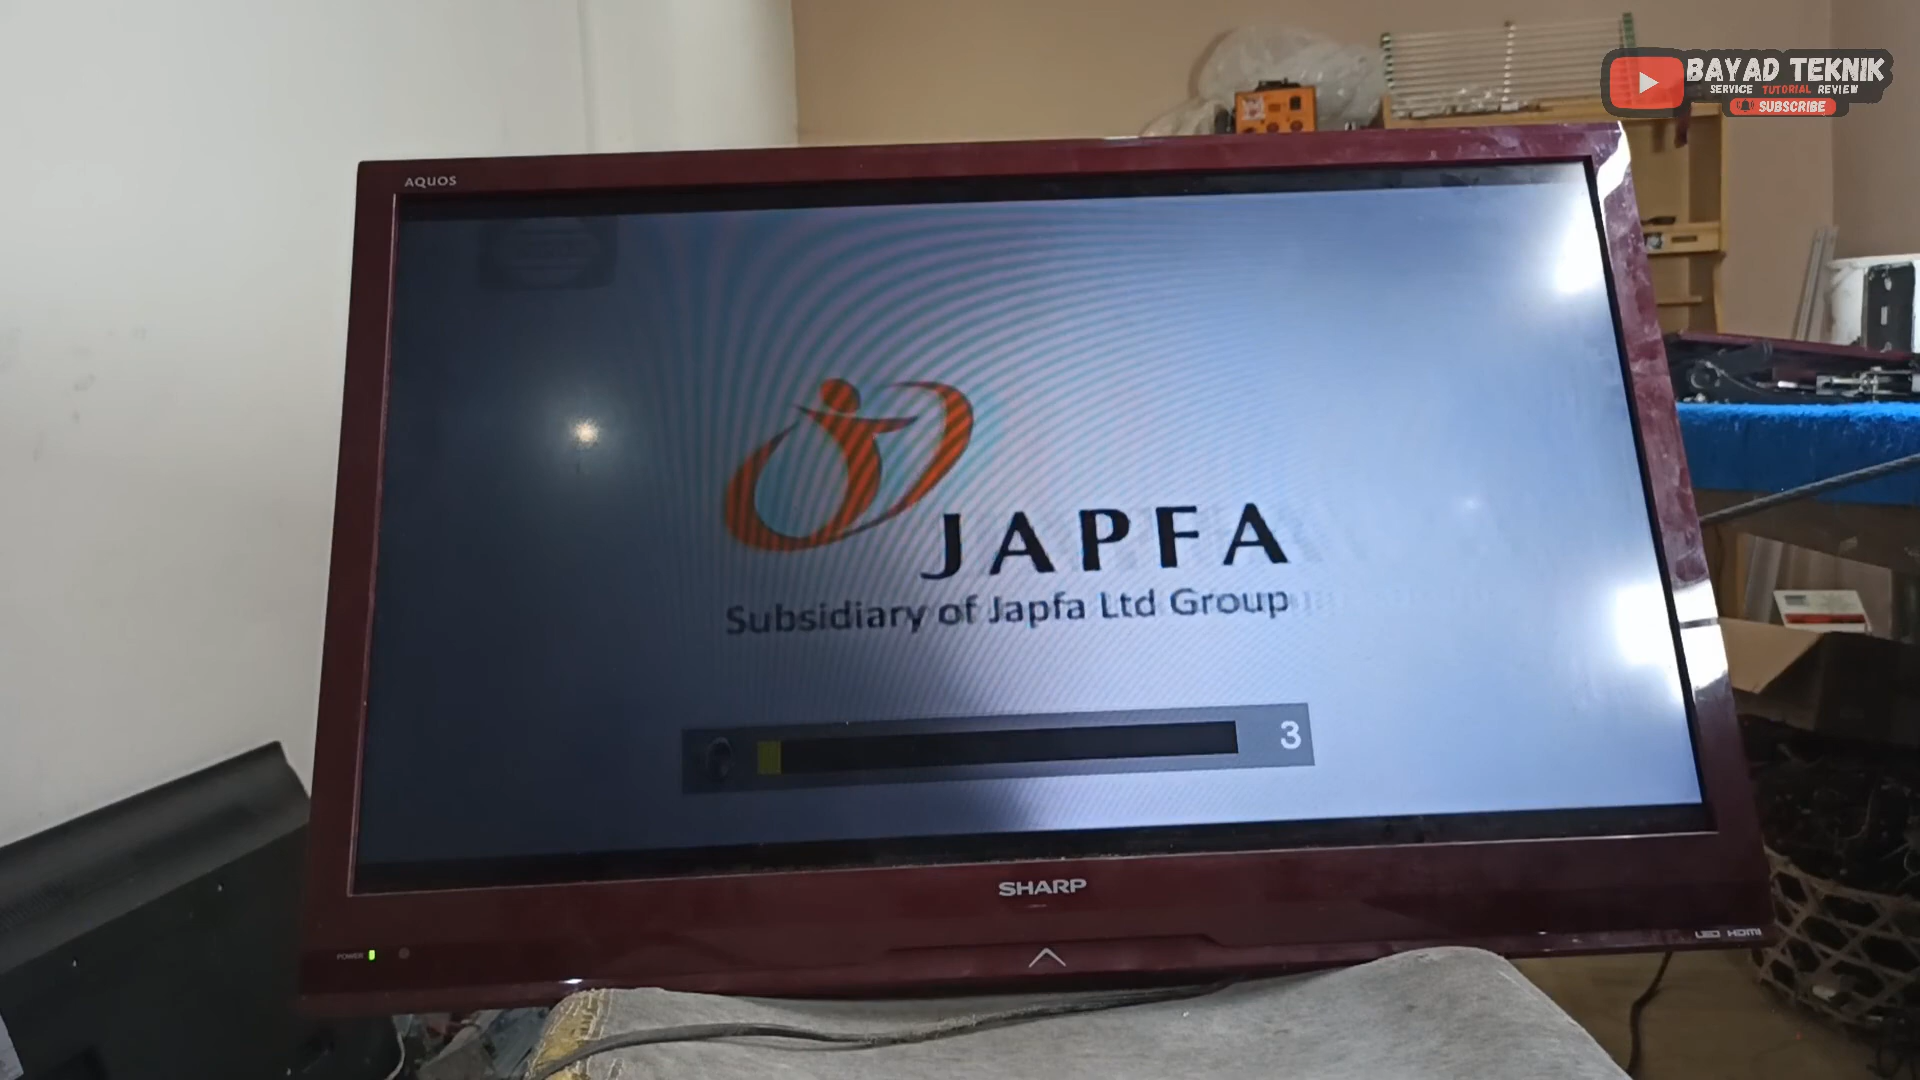 BAYAD TEKNIK
SERVICE TUTORIAL REVIEW
SUBSCRIBE
AQUOS
JAPFA
Subsidiary of Japfa Ltd Group
3
SHARP
POWER
LED HDMI